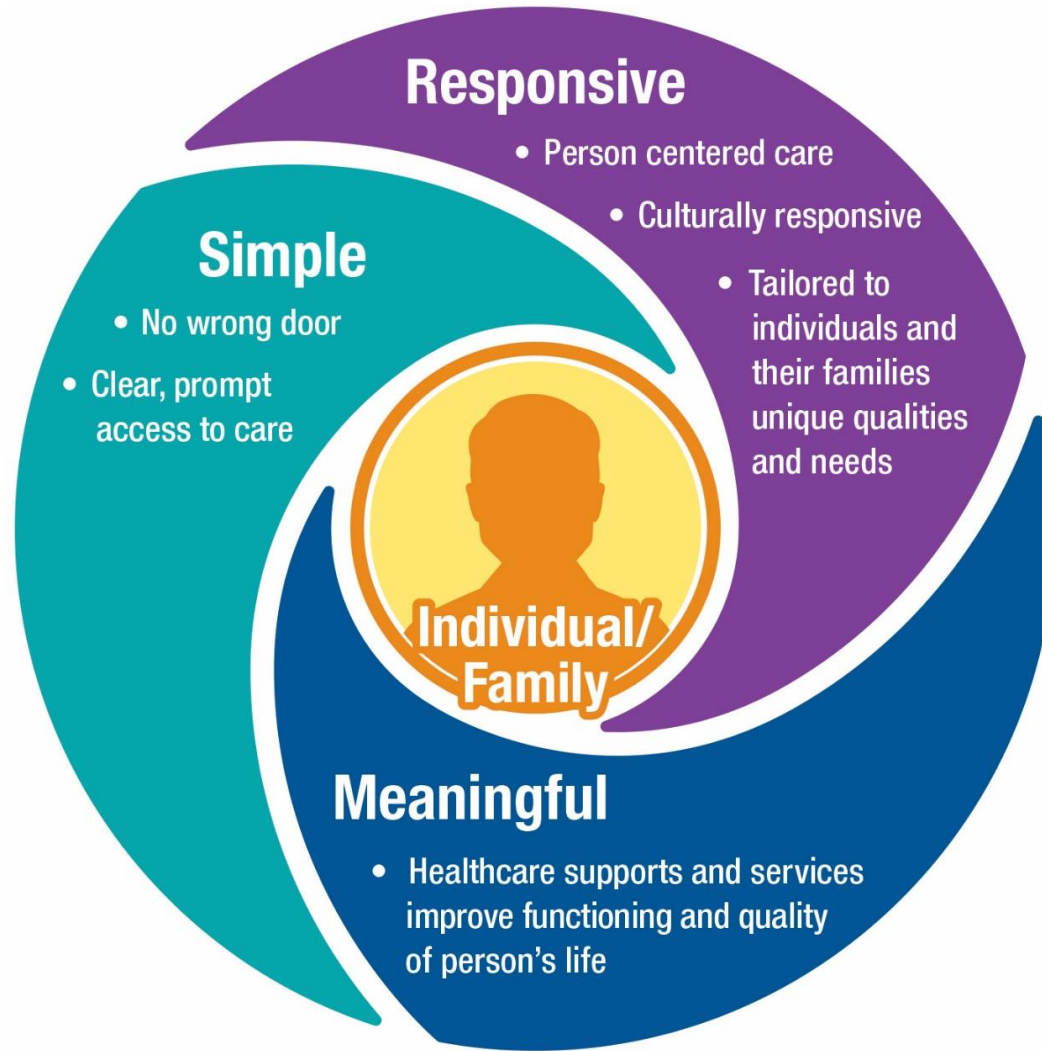 Responsive
• Person centered care
• Culturally responsive
• Tailored to
individuals and
their families
unique qualities
and needs
Simple
• No wrong door
• Clear, prompt
access to care
Individual/
Family
Meaningful
• Healthcare supports and services
improve functioning and quality
of person's life